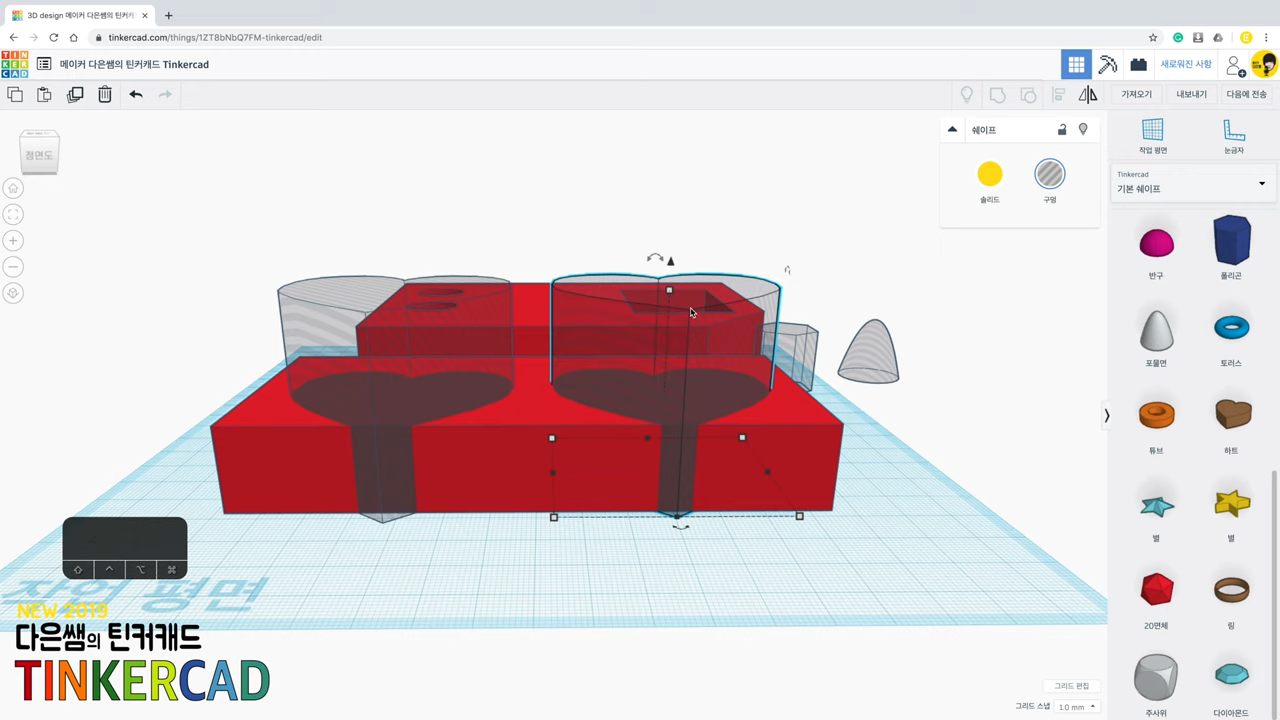 3D design 메이커 다은쌤의 틴커캐
tinkercad.com/things/1ZT8bNbQ7FM-tinkercad/edit
TIN
KER
CAD
메이커 다은쌤의 틴커캐드 Tinkercad
새로워진 사항
가져오기
내보내기
다음에 전송
정면도
쉐이프
솔리드
구멍
작업 평면
눈금자
Tinkercad
기본 쉐이프
반구
폴리곤
포물면
토러스
튜브
하트
별
별
20면체
링
주사위
다이아몬드
작업 평면
그리드 편집
그리드 스냅
1.0 mm
NEW 2019
다은쌤의 틴커캐드
TINKERCAD